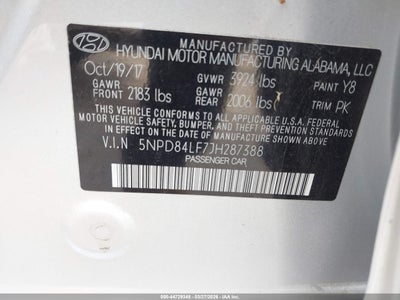 MANUFACTURED BY
HYUNDAI MOTOR MANUFACTURING ALABAMA, LLC
Oct/19/17 GVWR 3924 lbs PAINT Y8
GAWR FRONT 2183 lbs GAWR REAR 2006 lbs TRIM PK
THIS VEHICLE CONFORMS TO ALL APPLICABLE U.S. FEDERAL
MOTOR VEHICLE SAFETY, BUMPER, AND THEFT PREVENTION STANDARDS
IN EFFECT ON THE DATE OF MANUFACTURE SHOWN ABOVE.
V.I.N 5NPD84LF7JH287388
PASSENGER CAR